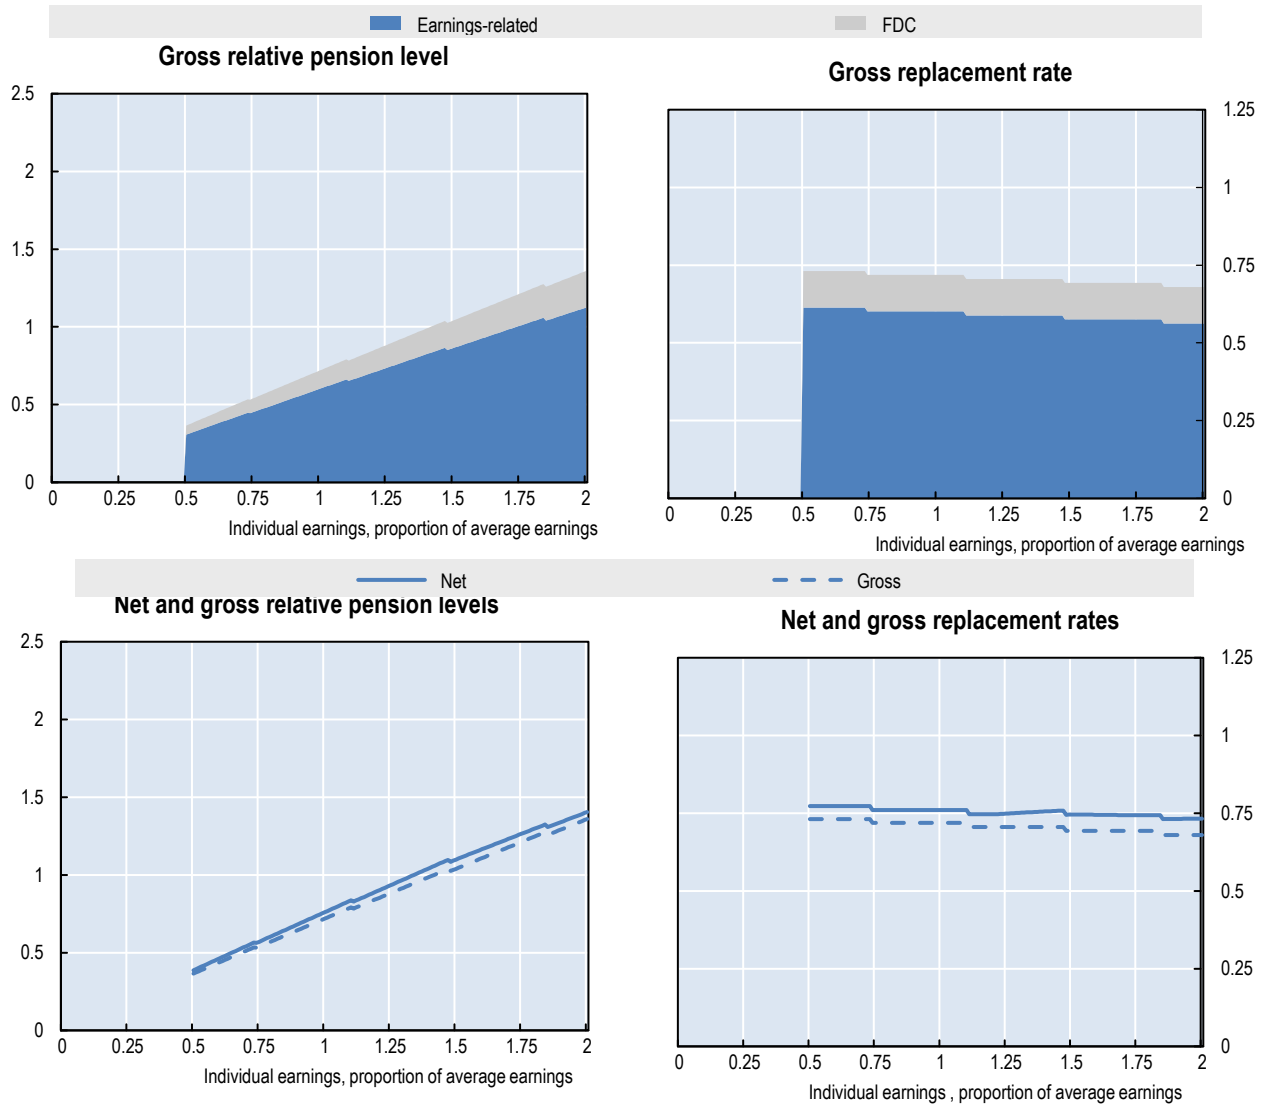 Earnings-related FDC
Gross relative pension level
Gross replacement rate
2.5
2
1.5
1
0.5
0
0 0.25 0.5 0.75 1 1.25 1.5 1.75 2
Individual earnings, proportion of average earnings
1.25
1
0.75
0.5
0.25
0
0 0.25 0.5 0.75 1 1.25 1.5 1.75 2
Individual earnings, proportion of average earnings
Net Gross
Net and gross relative pension levels
Net and gross replacement rates
2.5
2
1.5
1
0.5
0
0 0.25 0.5 0.75 1 1.25 1.5 1.75 2
Individual earnings, proportion of average earnings
1.25
1
0.75
0.5
0.25
0
0 0.25 0.5 0.75 1 1.25 1.5 1.75 2
Individual earnings , proportion of average earnings